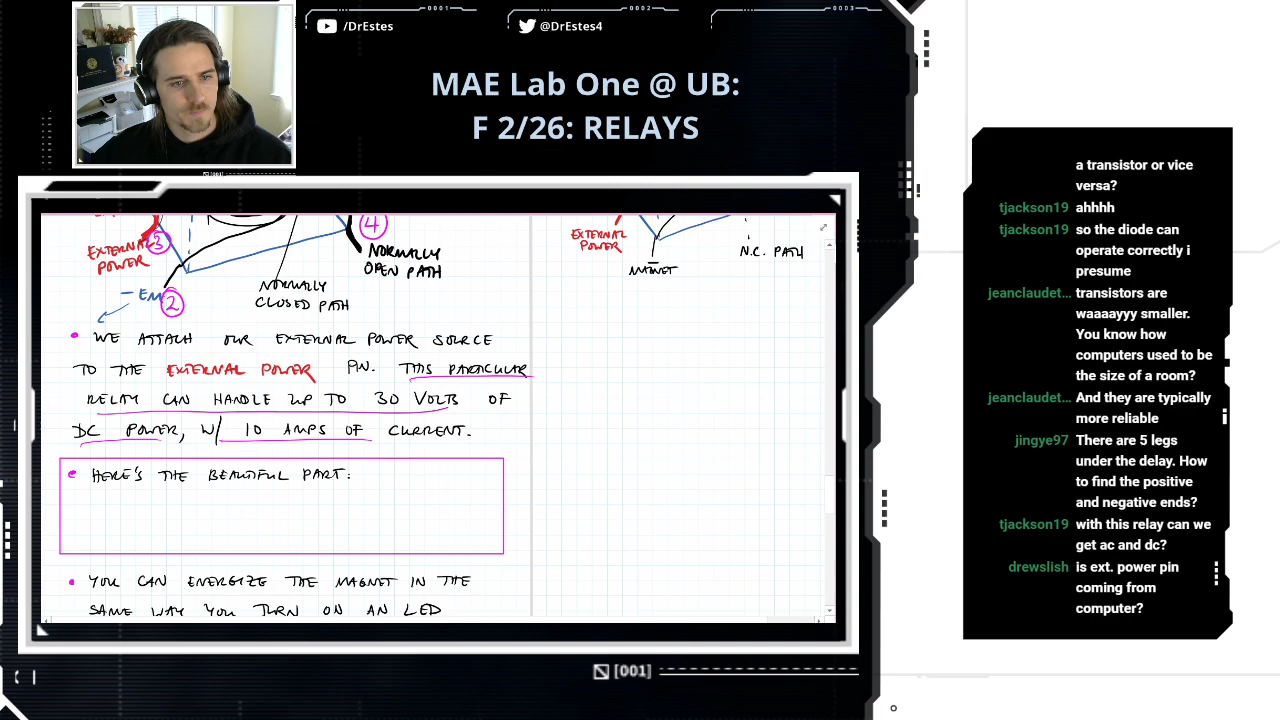 0001
0002
0003
/DrEstes
@DrEstes4
MAE Lab One @ UB:
F 2/26: RELAYS
[001]
EXTERNAL
POWER
3
4
NORMALLY
OPEN PATH
NORMALLY
CLOSED PATH
- EM
2
EXTERNAL
POWER
MAGNET
N.C. PATH
• WE ATTACH OUR EXTERNAL POWER SOURCE
TO THE EXTERNAL POWER PIN. THIS PARTICULAR
RELAY CAN HANDLE UP TO 30 VOLTS OF
DC POWER, W/ 10 AMPS OF CURRENT.
• HERE'S THE BEAUTIFUL PART:
• YOU CAN ENERGIZE THE MAGNET IN THE
SAME WAY YOU TURN ON AN LED
[001]
a transistor or vice
versa?
tjackson19 ahhhh
tjackson19 so the diode can
operate correctly i
presume
jeanclaudet... transistors are
waaaayyy smaller.
You know how
computers used to be
the size of a room?
jeanclaudet... And they are typically
more reliable
jingye97 There are 5 legs
under the delay. How
to find the positive
and negative ends?
tjackson19 with this relay can we
get ac and dc?
drewslish is ext. power pin
coming from
computer?